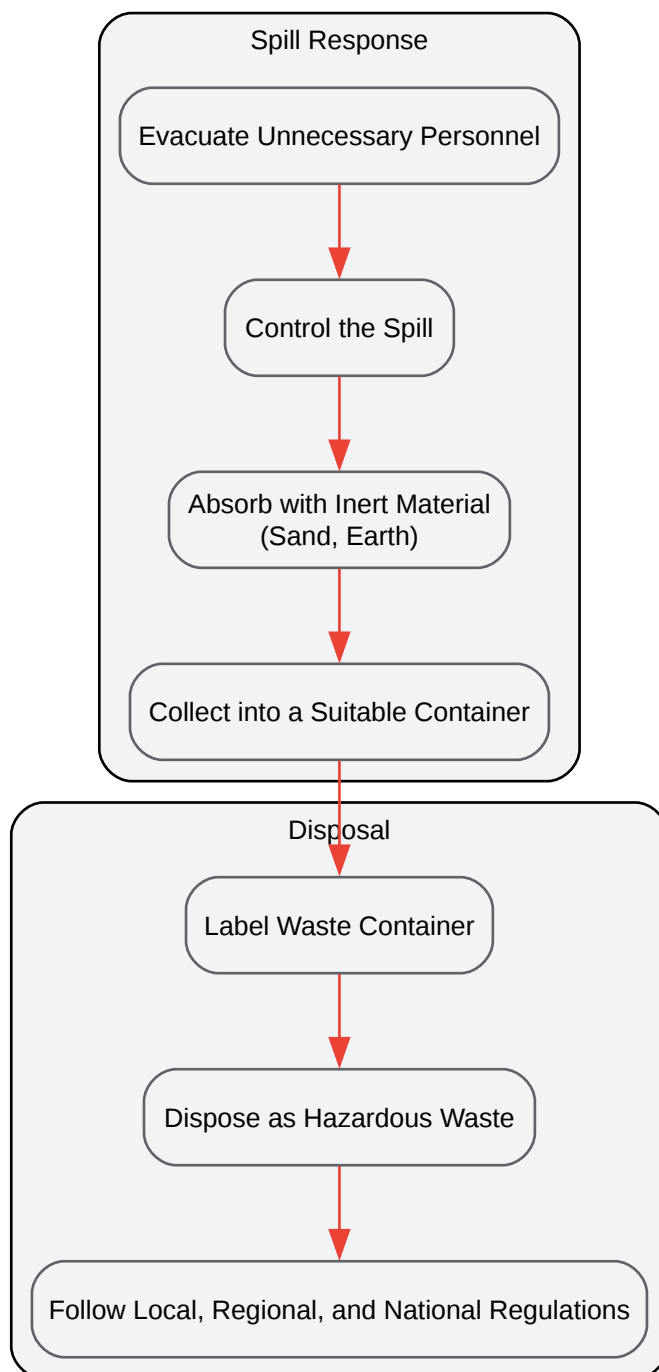 Spill Response
Evacuate Unnecessary Personnel
Control the Spill
Absorb with Inert Material
(Sand, Earth)
Collect into a Suitable Container
Disposal
Label Waste Container
Dispose as Hazardous Waste
Follow Local, Regional, and National Regulations